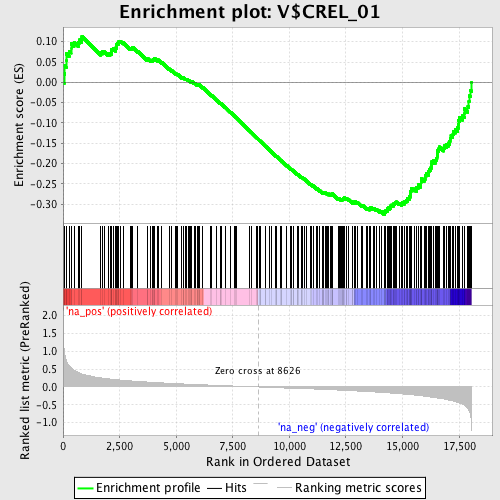 Enrichment plot: V$CREL_01
Enrichment score (ES)
0.10
0.05
0.00
-0.05
-0.10
-0.15
-0.20
-0.25
-0.30
'na_pos' (positively correlated)
Ranked list metric (PreRanked)
2.0
1.5
1.0
0.5
0.0
-0.5
-1.0
Zero cross at 8626
'na_neg' (negatively correlated)
0
2,500
5,000
7,500
10,000
12,500
15,000
17,500
Rank in Ordered Dataset
Enrichment profile
Hits
Ranking metric scores